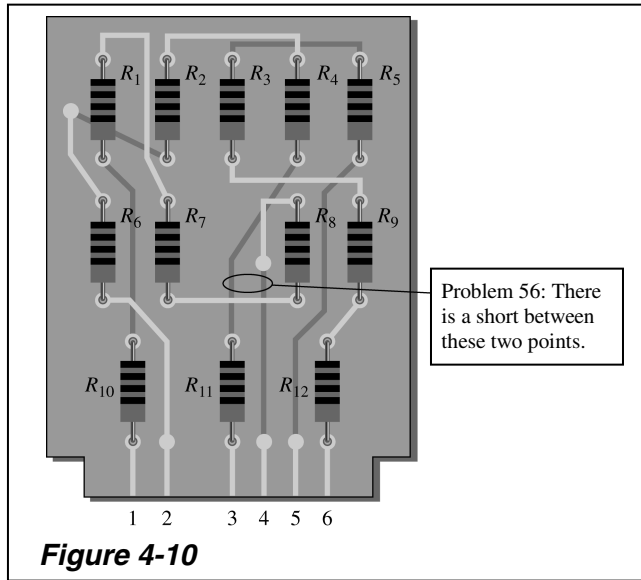 R1 R2 R3 R4 R5
R6 R7 R8 R9
Problem 56: There
is a short between
these two points.
R10 R11 R12
1 2 3 4 5 6
Figure 4-10